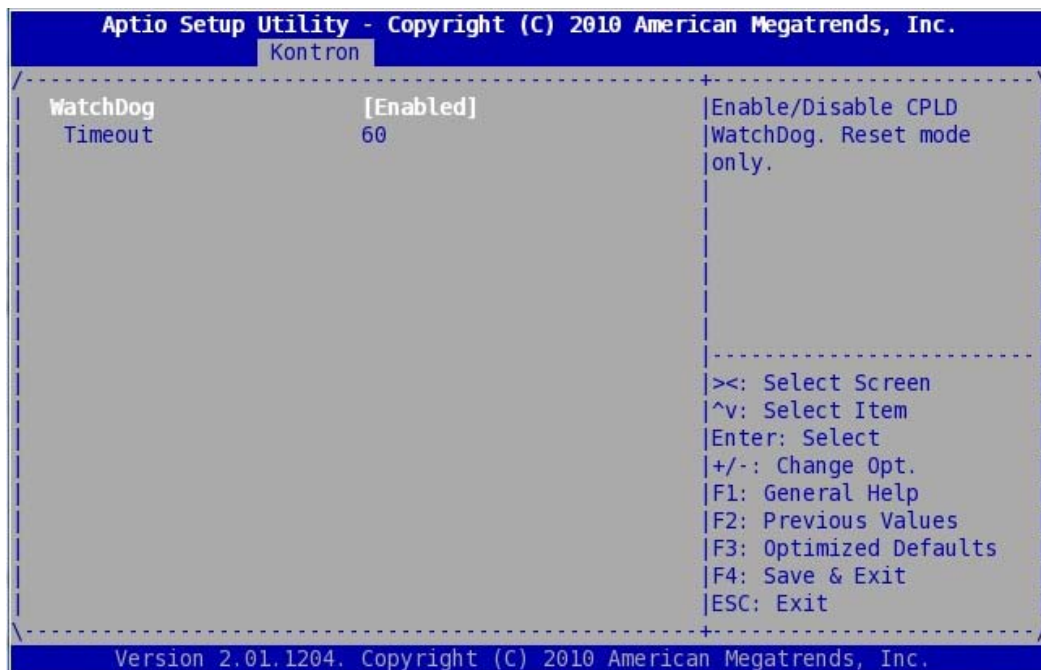 Aptio Setup Utility - Copyright (C) 2010 American Megatrends, Inc.
Kontron
WatchDog [Enabled]
Timeout 60
Enable/Disable CPLD
WatchDog. Reset mode
only.
><: Select Screen
^v: Select Item
Enter: Select
+/-: Change Opt.
F1: General Help
F2: Previous Values
F3: Optimized Defaults
F4: Save & Exit
ESC: Exit
Version 2.01.1204. Copyright (C) 2010 American Megatrends, Inc.